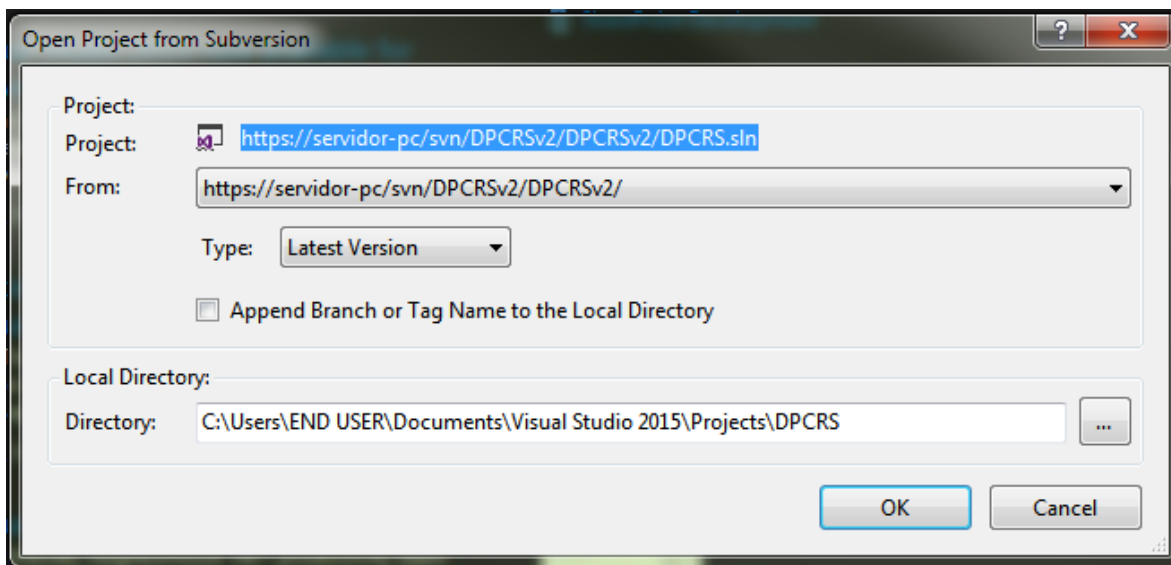 Open Project from Subversion
Project:
Project: https://servidor-pc/svn/DPCRSv2/DPCRSv2/DPCRS.sln
From: https://servidor-pc/svn/DPCRSv2/DPCRSv2/
Type: Latest Version
Append Branch or Tag Name to the Local Directory
Local Directory:
Directory: C:\Users\END USER\Documents\Visual Studio 2015\Projects\DPCRS ...
OK Cancel